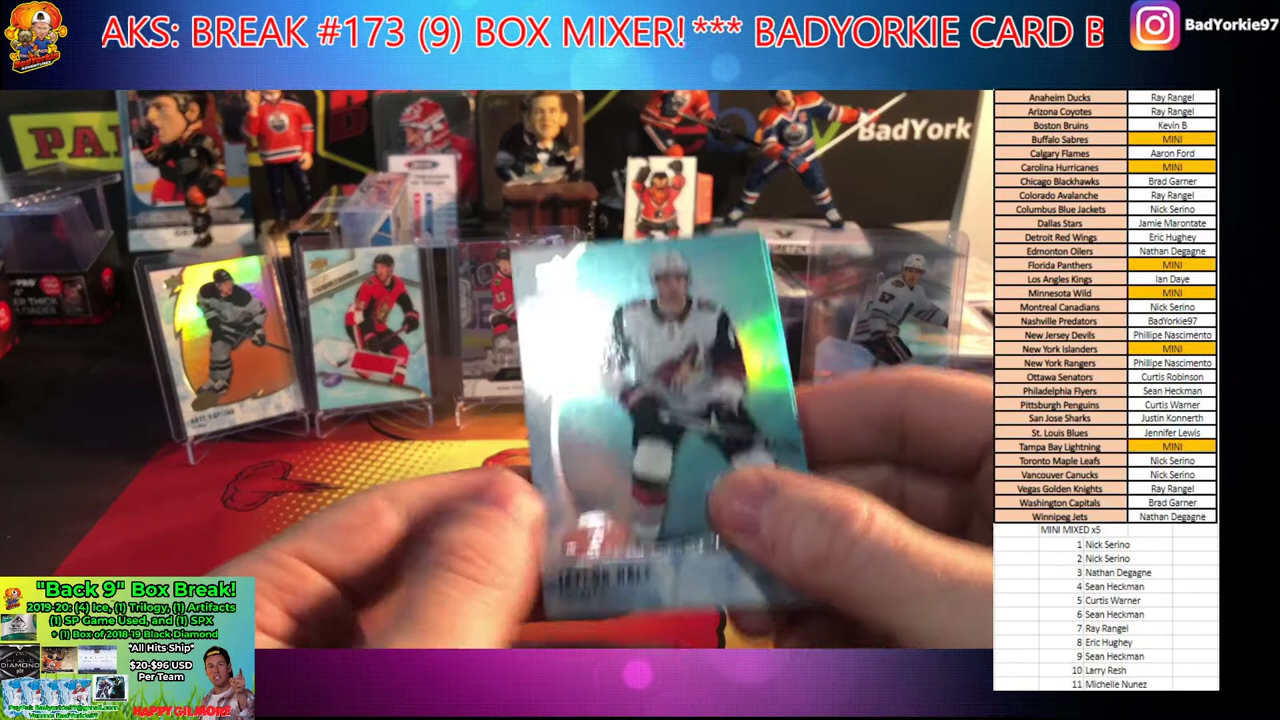 AKS: BREAK #173 (9) BOX MIXER! *** BADYORKIE CARD B
BadYorkie97
BadYork
Anaheim Ducks Ray Rangel
Arizona Coyotes Ray Rangel
Boston Bruins Kevin B
Buffalo Sabres MINI
Calgary Flames Aaron Ford
Carolina Hurricanes MINI
Chicago Blackhawks Brad Garner
Colorado Avalanche Ray Rangel
Columbus Blue Jackets Nick Serino
Dallas Stars Jamie Marontate
Detroit Red Wings Eric Hughey
Edmonton Oilers Nathan Degagne
Florida Panthers MINI
Los Angeles Kings Ian Daye
Minnesota Wild MINI
Montreal Canadians Nick Serino
Nashville Predators BadYorkie97
New Jersey Devils Phillipe Nascimento
New York Islanders MINI
New York Rangers Phillipe Nascimento
Ottawa Senators Curtis Robinson
Philadelphia Flyers Sean Heckman
Pittsburgh Penguins Curtis Warner
San Jose Sharks Justin Konnerth
St. Louis Blues Jennifer Lewis
Tampa Bay Lightning MINI
Toronto Maple Leafs Nick Serino
Vancouver Canucks Nick Serino
Vegas Golden Knights Ray Rangel
Washington Capitals Brad Garner
Winnipeg Jets Nathan Degagne
MINI MIXED x5
1 Nick Serino
2 Nick Serino
3 Nathan Degagne
4 Sean Heckman
5 Curtis Warner
6 Sean Heckman
7 Ray Rangel
8 Eric Hughey
9 Sean Heckman
10 Larry Resh
11 Michelle Nunez
"Back 9" Box Break!
2019-20: (4) Ice, (1) Trilogy, (1) Artifacts
(1) SP Game Used, and (1) SPX
+ (1) Box of 2018-19 Black Diamond
*All Hits Ship*
$20-$96 USD
Per Team
HAPPY GILMORE